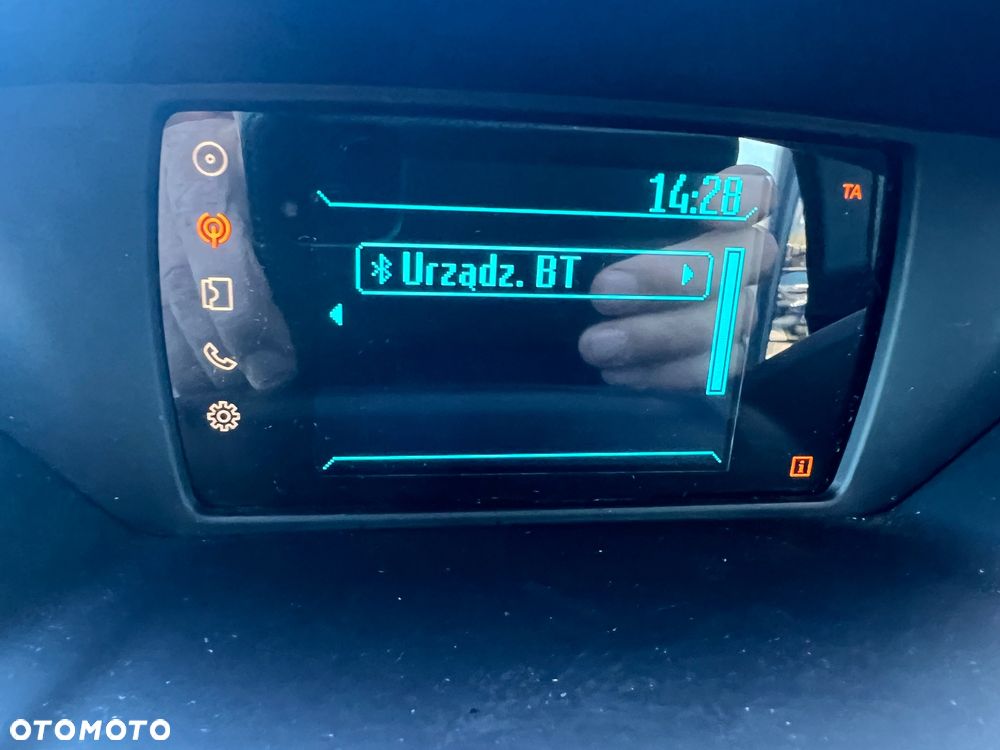 14:28
TA
Urządz. BT
i
OTOMOTO